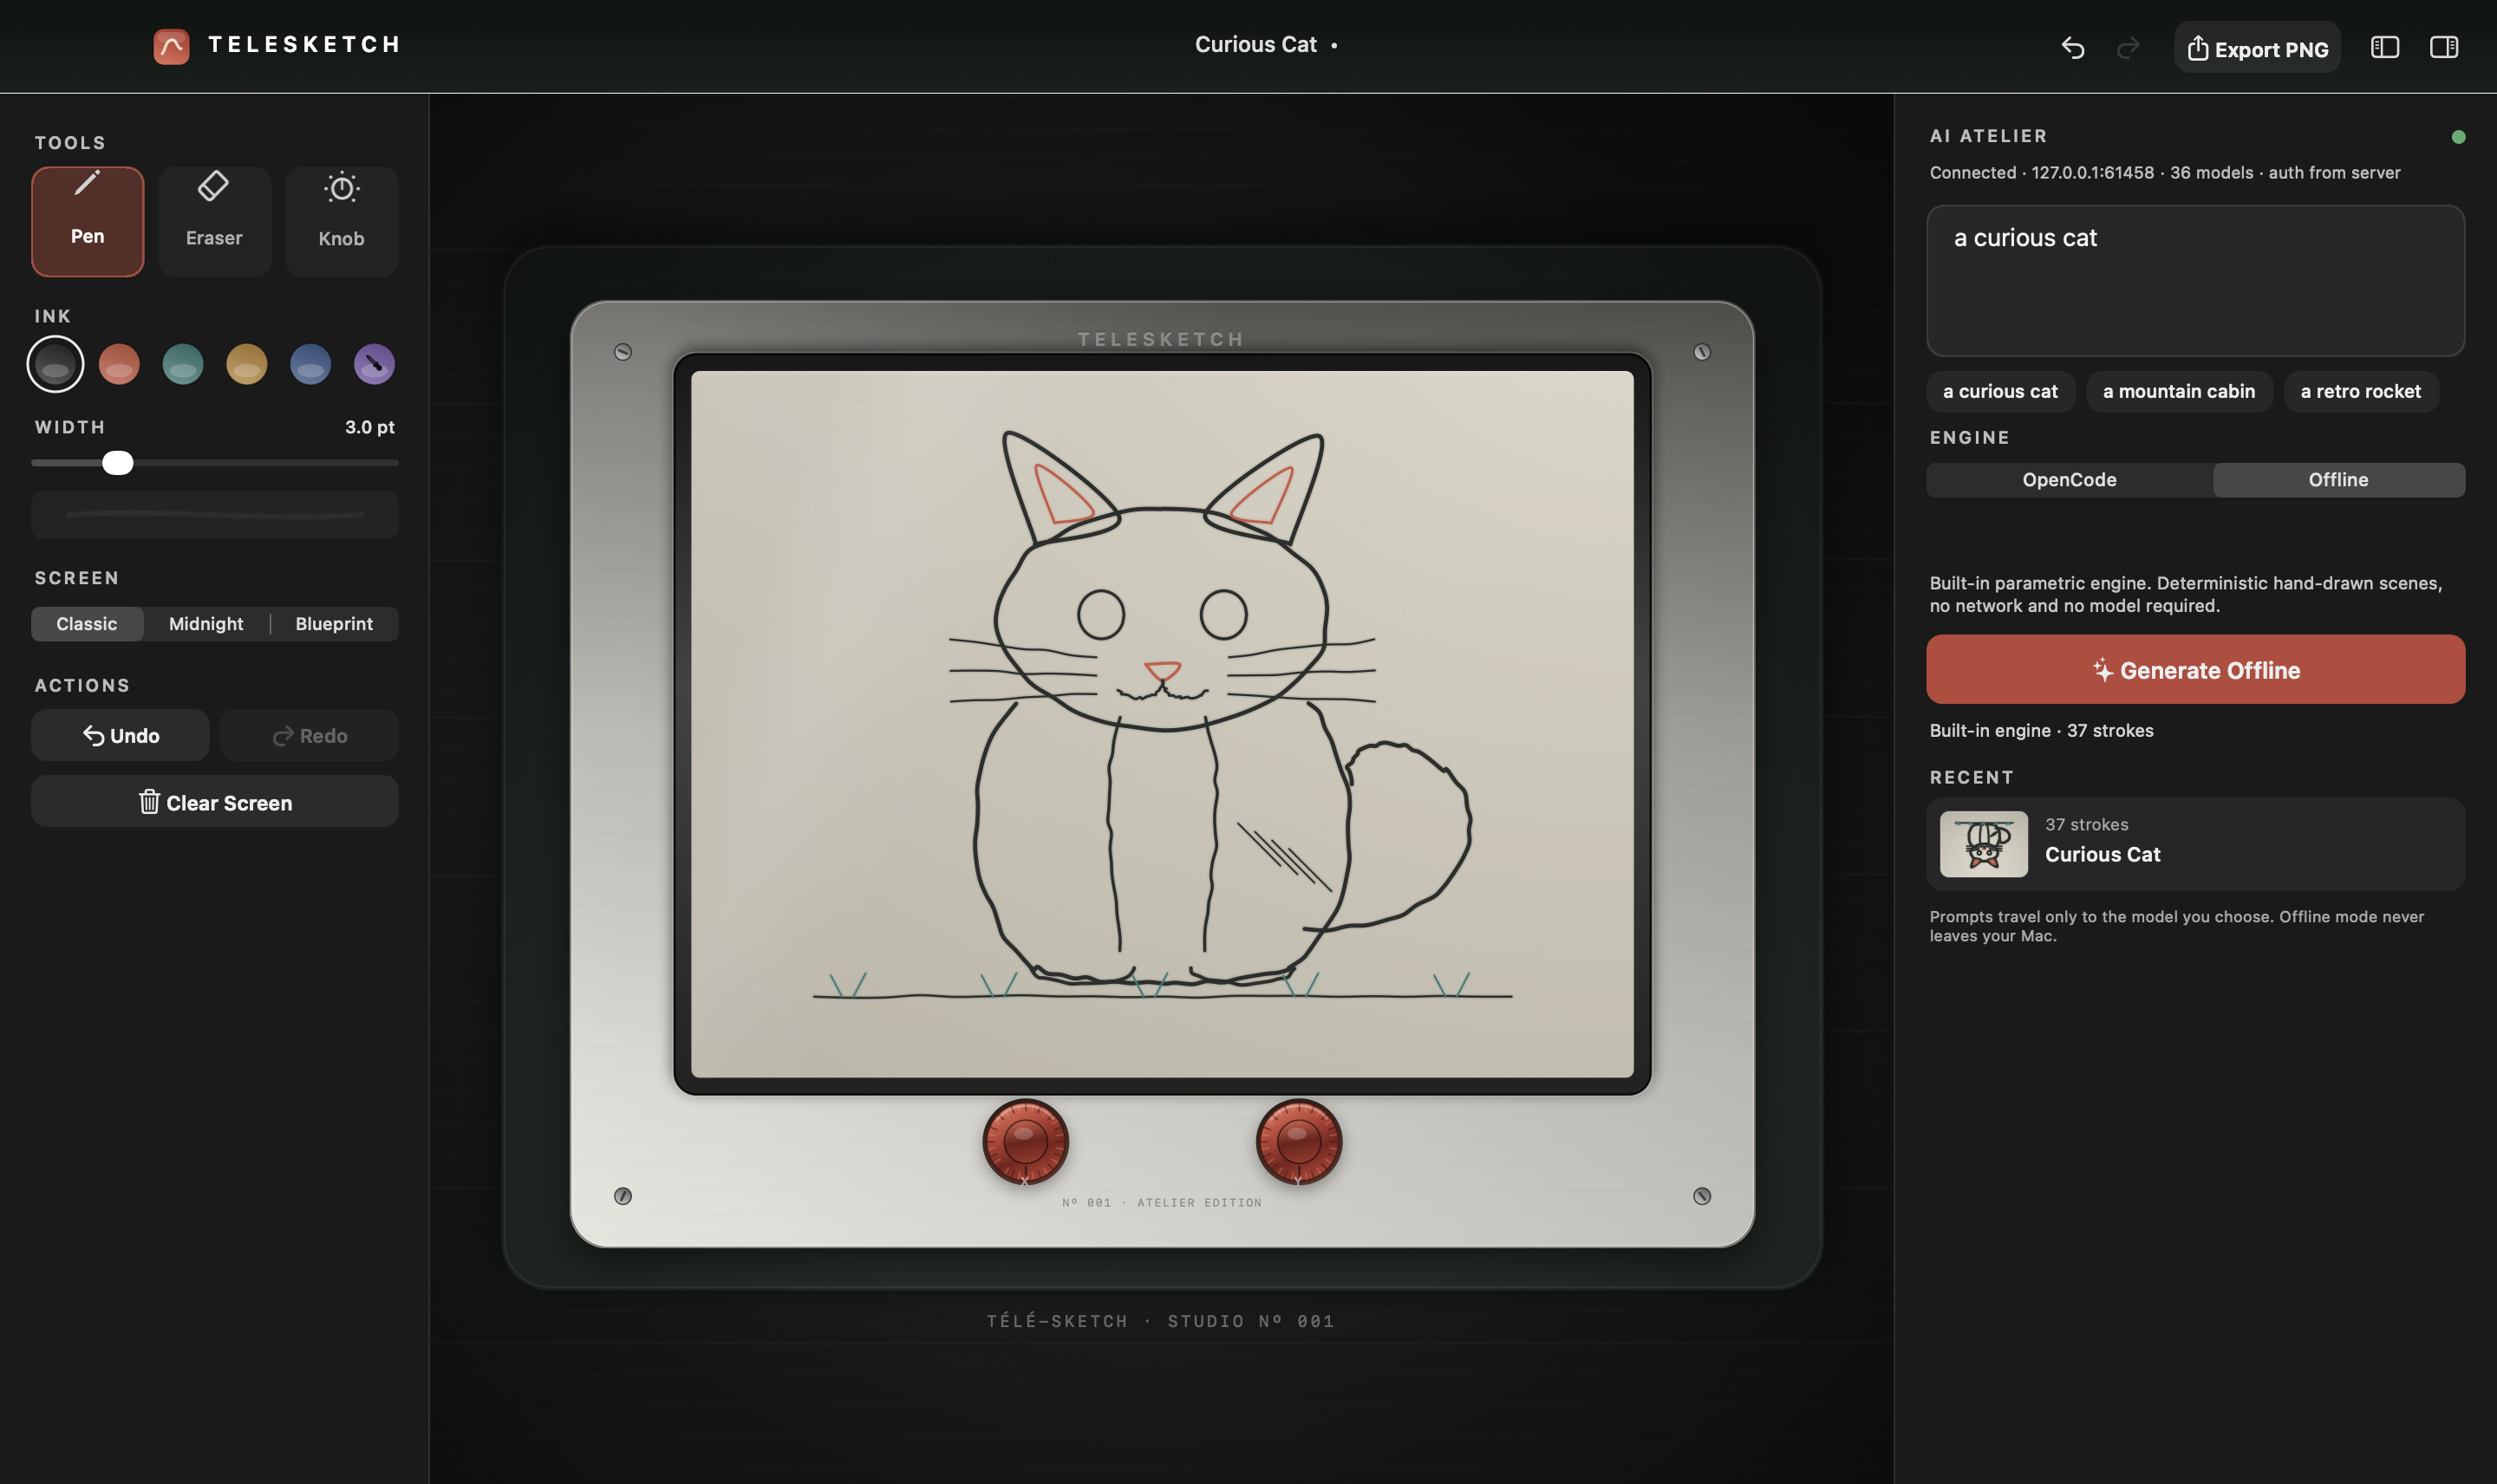 TELESKETCH
Curious Cat •
Export PNG
TOOLS
Pen
Eraser
Knob
INK
WIDTH
3.0 pt
SCREEN
Classic
Midnight
Blueprint
ACTIONS
Undo
Redo
Clear Screen
TELESKETCH
X
Y
Nº 001 · ATELIER EDITION
TÉLÉ–SKETCH · STUDIO Nº 001
AI ATELIER
Connected · 127.0.0.1:61458 · 36 models · auth from server
a curious cat
a curious cat
a mountain cabin
a retro rocket
ENGINE
OpenCode
Offline
Built-in parametric engine. Deterministic hand-drawn scenes,
no network and no model required.
Generate Offline
Built-in engine · 37 strokes
RECENT
37 strokes
Curious Cat
Prompts travel only to the model you choose. Offline mode never
leaves your Mac.